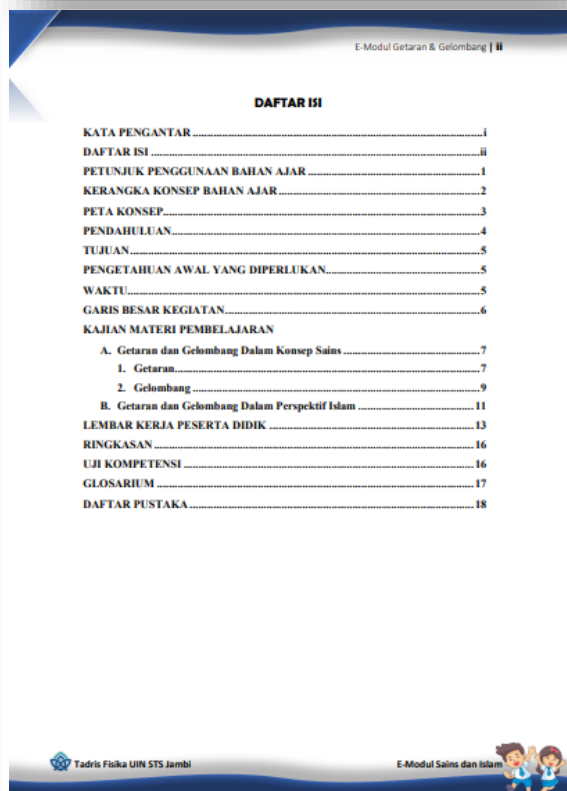 E-Modul Getaran & Gelombang | ii
DAFTAR ISI
KATA PENGANTAR ........ i
DAFTAR ISI ........ ii
PETUNJUK PENGGUNAAN BAHAN AJAR ........ 1
KERANGKA KONSEP BAHAN AJAR ........ 2
PETA KONSEP ........ 3
PENDAHULUAN ........ 4
TUJUAN ........ 5
PENGETAHUAN AWAL YANG DIPERLUKAN ........ 5
WAKTU ........ 5
GARIS BESAR KEGIATAN ........ 6
KAJIAN MATERI PEMBELAJARAN
A. Getaran dan Gelombang Dalam Konsep Sains ........ 7
1. Getaran ........ 7
2. Gelombang ........ 9
B. Getaran dan Gelombang Dalam Perspektif Islam ........ 11
LEMBAR KERJA PESERTA DIDIK ........ 13
RINGKASAN ........ 16
UJI KOMPETENSI ........ 16
GLOSARIUM ........ 17
DAFTAR PUSTAKA ........ 18
Tadris Fisika UIN STS Jambi
E-Modul Sains dan Islam